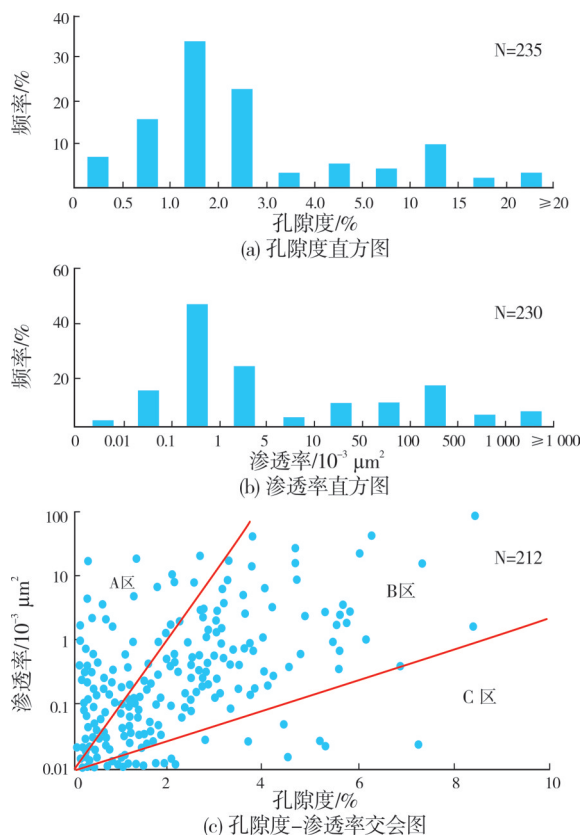 40
30
20
10
频率/%
N=235
0 0.5 1.0 2.0 3.0 4.0 5.0 10 15 20 ≥20
孔隙度/%
(a) 孔隙度直方图
60
40
20
频率/%
N=230
0 0.01 0.1 1 5 10 50 100 500 1 000 ≥1 000
渗透率/10⁻³ μm²
(b) 渗透率直方图
100
10
1
0.1
0.01
渗透率/10⁻³ μm²
A区
N=212
B区
C 区
0 2 4 6 8 10
孔隙度/%
(c) 孔隙度-渗透率交会图